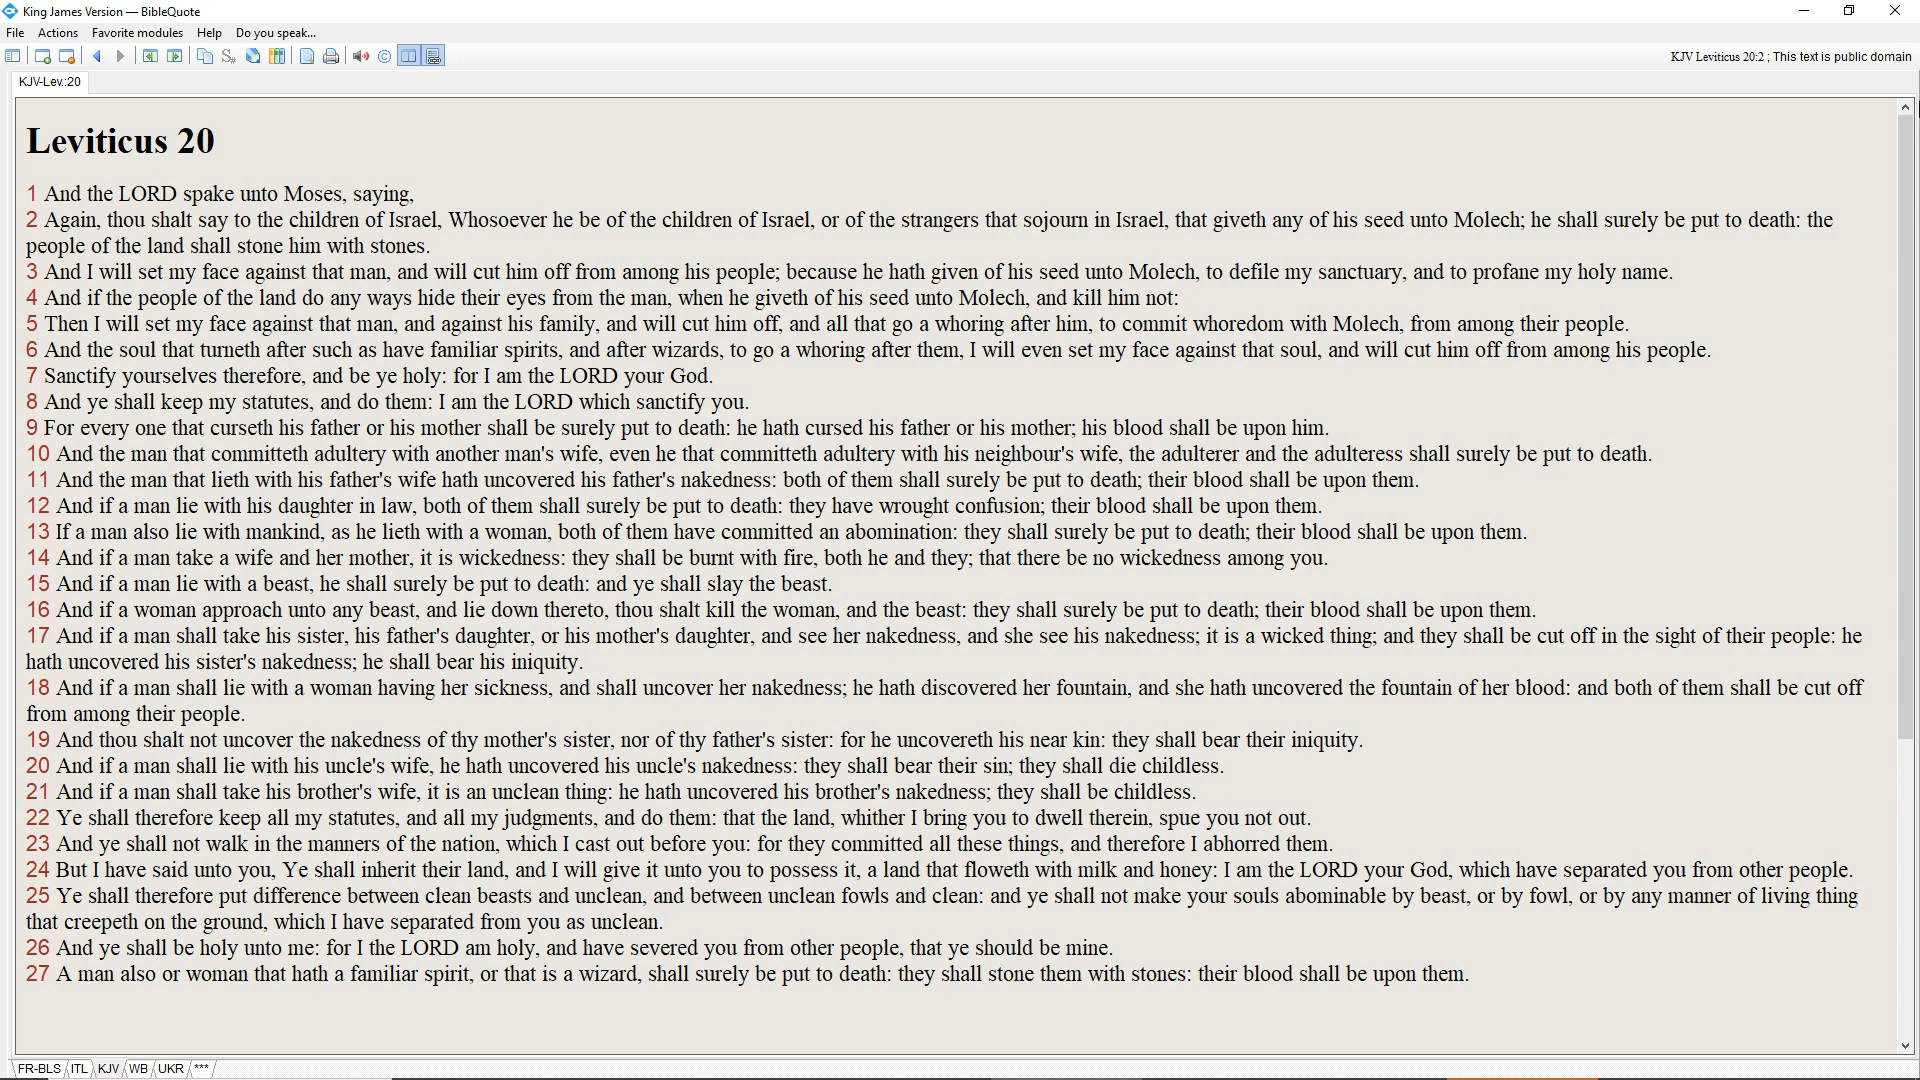 King James Version — BibleQuote
File Actions Favorite modules Help Do you speak...
KJV Leviticus 20:2 ; This text is public domain
KJV-Lev.:20
Leviticus 20
1 And the LORD spake unto Moses, saying,
2 Again, thou shalt say to the children of Israel, Whosoever he be of the children of Israel, or of the strangers that sojourn in Israel, that giveth any of his seed unto Molech; he shall surely be put to death: the
people of the land shall stone him with stones.
3 And I will set my face against that man, and will cut him off from among his people; because he hath given of his seed unto Molech, to defile my sanctuary, and to profane my holy name.
4 And if the people of the land do any ways hide their eyes from the man, when he giveth of his seed unto Molech, and kill him not:
5 Then I will set my face against that man, and against his family, and will cut him off, and all that go a whoring after him, to commit whoredom with Molech, from among their people.
6 And the soul that turneth after such as have familiar spirits, and after wizards, to go a whoring after them, I will even set my face against that soul, and will cut him off from among his people.
7 Sanctify yourselves therefore, and be ye holy: for I am the LORD your God.
8 And ye shall keep my statutes, and do them: I am the LORD which sanctify you.
9 For every one that curseth his father or his mother shall be surely put to death: he hath cursed his father or his mother; his blood shall be upon him.
10 And the man that committeth adultery with another man's wife, even he that committeth adultery with his neighbour's wife, the adulterer and the adulteress shall surely be put to death.
11 And the man that lieth with his father's wife hath uncovered his father's nakedness: both of them shall surely be put to death; their blood shall be upon them.
12 And if a man lie with his daughter in law, both of them shall surely be put to death: they have wrought confusion; their blood shall be upon them.
13 If a man also lie with mankind, as he lieth with a woman, both of them have committed an abomination: they shall surely be put to death; their blood shall be upon them.
14 And if a man take a wife and her mother, it is wickedness: they shall be burnt with fire, both he and they; that there be no wickedness among you.
15 And if a man lie with a beast, he shall surely be put to death: and ye shall slay the beast.
16 And if a woman approach unto any beast, and lie down thereto, thou shalt kill the woman, and the beast: they shall surely be put to death; their blood shall be upon them.
17 And if a man shall take his sister, his father's daughter, or his mother's daughter, and see her nakedness, and she see his nakedness; it is a wicked thing; and they shall be cut off in the sight of their people: he
hath uncovered his sister's nakedness; he shall bear his iniquity.
18 And if a man shall lie with a woman having her sickness, and shall uncover her nakedness; he hath discovered her fountain, and she hath uncovered the fountain of her blood: and both of them shall be cut off
from among their people.
19 And thou shalt not uncover the nakedness of thy mother's sister, nor of thy father's sister: for he uncovereth his near kin: they shall bear their iniquity.
20 And if a man shall lie with his uncle's wife, he hath uncovered his uncle's nakedness: they shall bear their sin; they shall die childless.
21 And if a man shall take his brother's wife, it is an unclean thing: he hath uncovered his brother's nakedness; they shall be childless.
22 Ye shall therefore keep all my statutes, and all my judgments, and do them: that the land, whither I bring you to dwell therein, spue you not out.
23 And ye shall not walk in the manners of the nation, which I cast out before you: for they committed all these things, and therefore I abhorred them.
24 But I have said unto you, Ye shall inherit their land, and I will give it unto you to possess it, a land that floweth with milk and honey: I am the LORD your God, which have separated you from other people.
25 Ye shall therefore put difference between clean beasts and unclean, and between unclean fowls and clean: and ye shall not make your souls abominable by beast, or by fowl, or by any manner of living thing
that creepeth on the ground, which I have separated from you as unclean.
26 And ye shall be holy unto me: for I the LORD am holy, and have severed you from other people, that ye should be mine.
27 A man also or woman that hath a familiar spirit, or that is a wizard, shall surely be put to death: they shall stone them with stones: their blood shall be upon them.
FR-BLS ITL KJV WB UKR ***